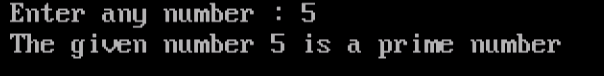 Enter any number : 5
The given number 5 is a prime number